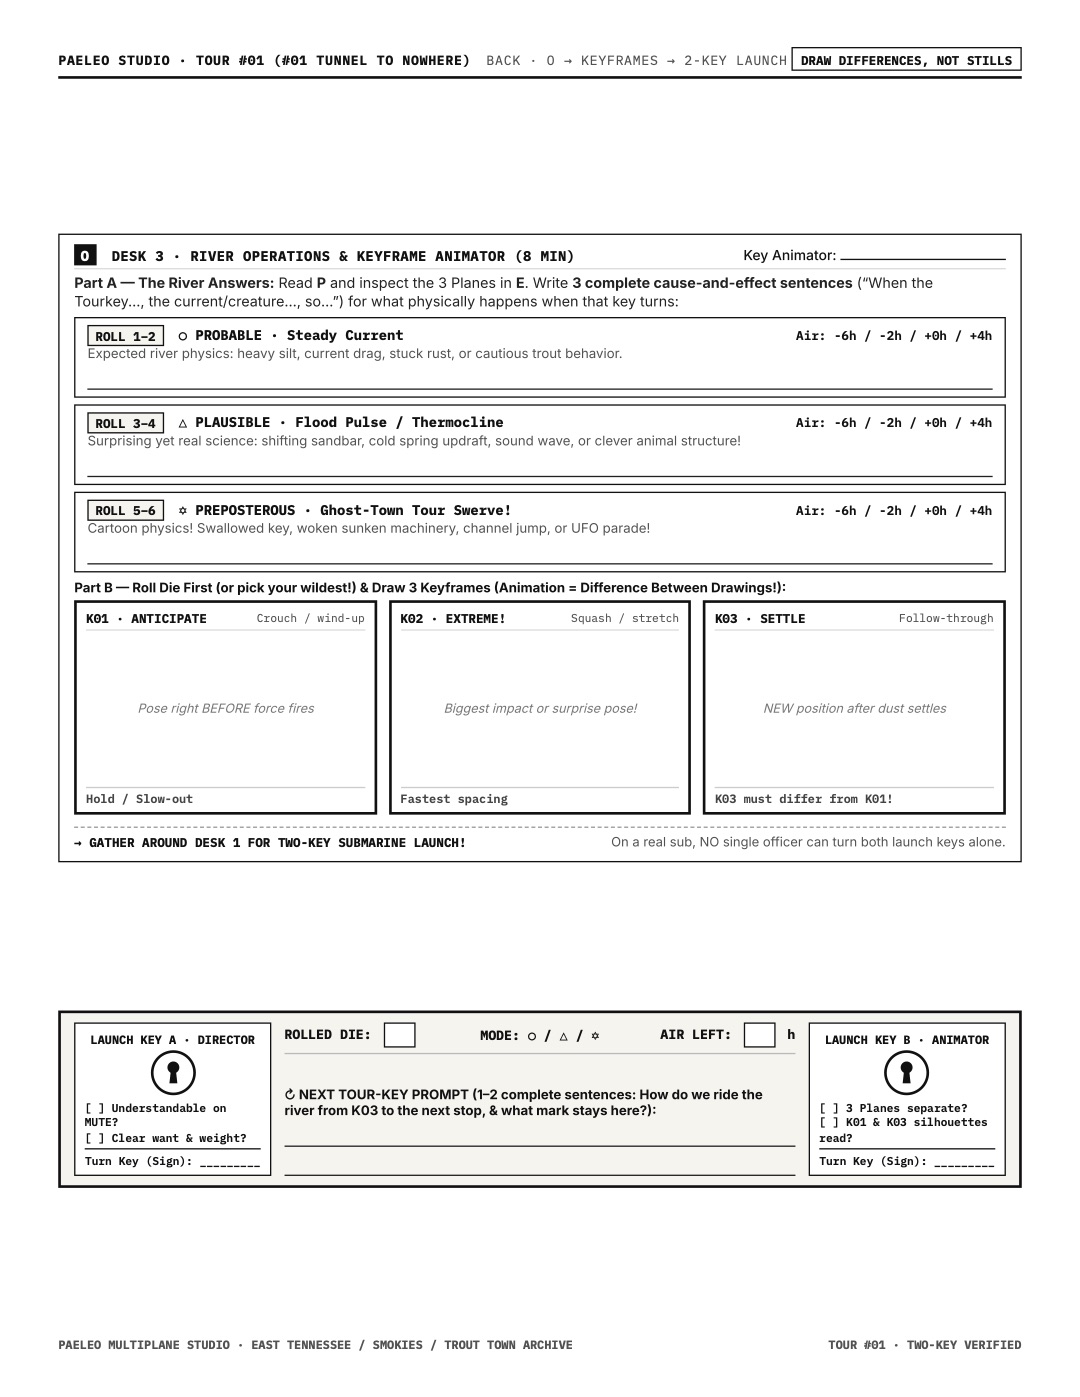 PAELEO STUDIO · TOUR #01 (#01 TUNNEL TO NOWHERE) BACK · O → KEYFRAMES → 2-KEY LAUNCH DRAW DIFFERENCES, NOT STILLS
O DESK 3 · RIVER OPERATIONS & KEYFRAME ANIMATOR (8 MIN) Key Animator: ____
Part A — The River Answers: Read P and inspect the 3 Planes in E. Write 3 complete cause-and-effect sentences (“When the
Tourkey..., the current/creature..., so...”) for what physically happens when that key turns:
ROLL 1–2 ○ PROBABLE · Steady Current Air: -6h / -2h / +0h / +4h
Expected river physics: heavy silt, current drag, stuck rust, or cautious trout behavior.
ROLL 3–4 △ PLAUSIBLE · Flood Pulse / Thermocline Air: -6h / -2h / +0h / +4h
Surprising yet real science: shifting sandbar, cold spring updraft, sound wave, or clever animal structure!
ROLL 5–6 ✡ PREPOSTEROUS · Ghost-Town Tour Swerve! Air: -6h / -2h / +0h / +4h
Cartoon physics! Swallowed key, woken sunken machinery, channel jump, or UFO parade!
Part B — Roll Die First (or pick your wildest!) & Draw 3 Keyframes (Animation = Difference Between Drawings!):
K01 · ANTICIPATE Crouch / wind-up
Pose right BEFORE force fires
Hold / Slow-out
K02 · EXTREME! Squash / stretch
Biggest impact or surprise pose!
Fastest spacing
K03 · SETTLE Follow-through
NEW position after dust settles
K03 must differ from K01!
→ GATHER AROUND DESK 1 FOR TWO-KEY SUBMARINE LAUNCH! On a real sub, NO single officer can turn both launch keys alone.
LAUNCH KEY A · DIRECTOR
[ ] Understandable on
MUTE?
[ ] Clear want & weight?
Turn Key (Sign): _________
ROLLED DIE: MODE: ○ / △ / ✡ AIR LEFT: h
↻ NEXT TOUR-KEY PROMPT (1–2 complete sentences: How do we ride the
river from K03 to the next stop, & what mark stays here?):
LAUNCH KEY B · ANIMATOR
[ ] 3 Planes separate?
[ ] K01 & K03 silhouettes
read?
Turn Key (Sign): _________
PAELEO MULTIPLANE STUDIO · EAST TENNESSEE / SMOKIES / TROUT TOWN ARCHIVE TOUR #01 · TWO-KEY VERIFIED